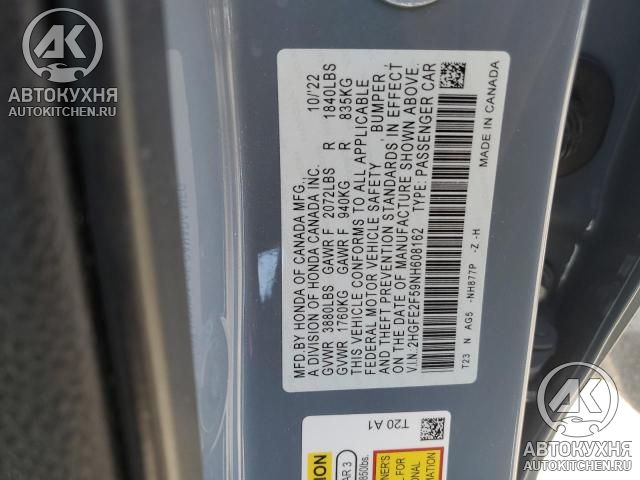 MFD.BY HONDA OF CANADA MFG. 10/'22
A DIVISION OF HONDA CANADA INC.
GVWR 3880LBS GAWR F 2072LBS R 1840LBS
GVWR 1760KG GAWR F 940KG R 835KG
THIS VEHICLE CONFORMS TO ALL APPLICABLE
FEDERAL MOTOR VEHICLE SAFETY , BUMPER
AND THEFT PREVENTION STANDARDS IN EFFECT
ON THE DATE OF MANUFACTURE SHOWN ABOVE.
V.I.N.:2HGFE2F59NH608162 TYPE:PASSENGER CAR
T23 N AG5 -NH877P -Z -H MADE IN CANADA
T20 A1
АК
АВТОКУХНЯ
AUTOKITCHEN
АК
АВТОКУХНЯ
AUTOKITCHEN